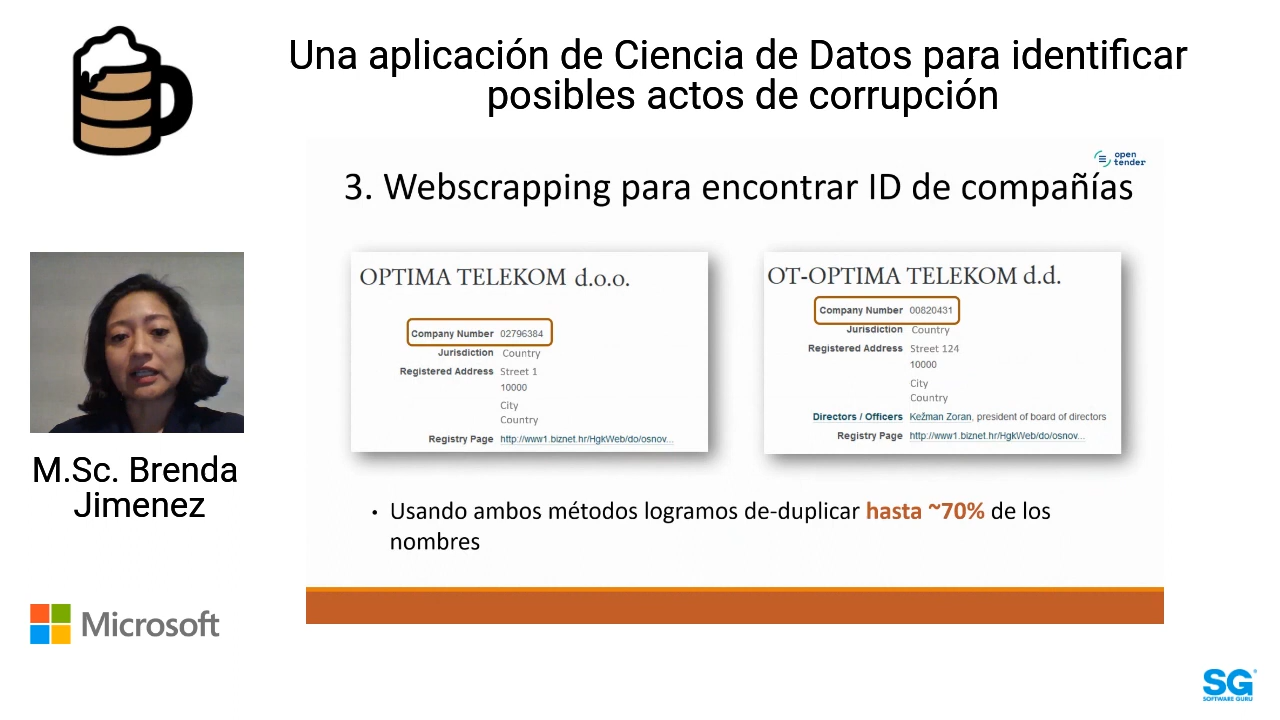 Una aplicación de Ciencia de Datos para identificar
posibles actos de corrupción
open
tender
3. Webscrapping para encontrar ID de compañías
OPTIMA TELEKOM d.o.o.
Company Number 02796384
Jurisdiction Country
Registered Address Street 1
10000
City
Country
Registry Page http://www1.biznet.hr/HgkWeb/do/osnov...
OT-OPTIMA TELEKOM d.d.
Company Number 00820431
Jurisdiction Country
Registered Address Street 124
10000
City
Country
Directors / Officers Kežman Zoran, president of board of directors
Registry Page http://www1.biznet.hr/HgkWeb/do/osnov...
• Usando ambos métodos logramos de-duplicar hasta ~70% de los
nombres
M.Sc. Brenda
Jimenez
Microsoft
SG
SOFTWARE GURU